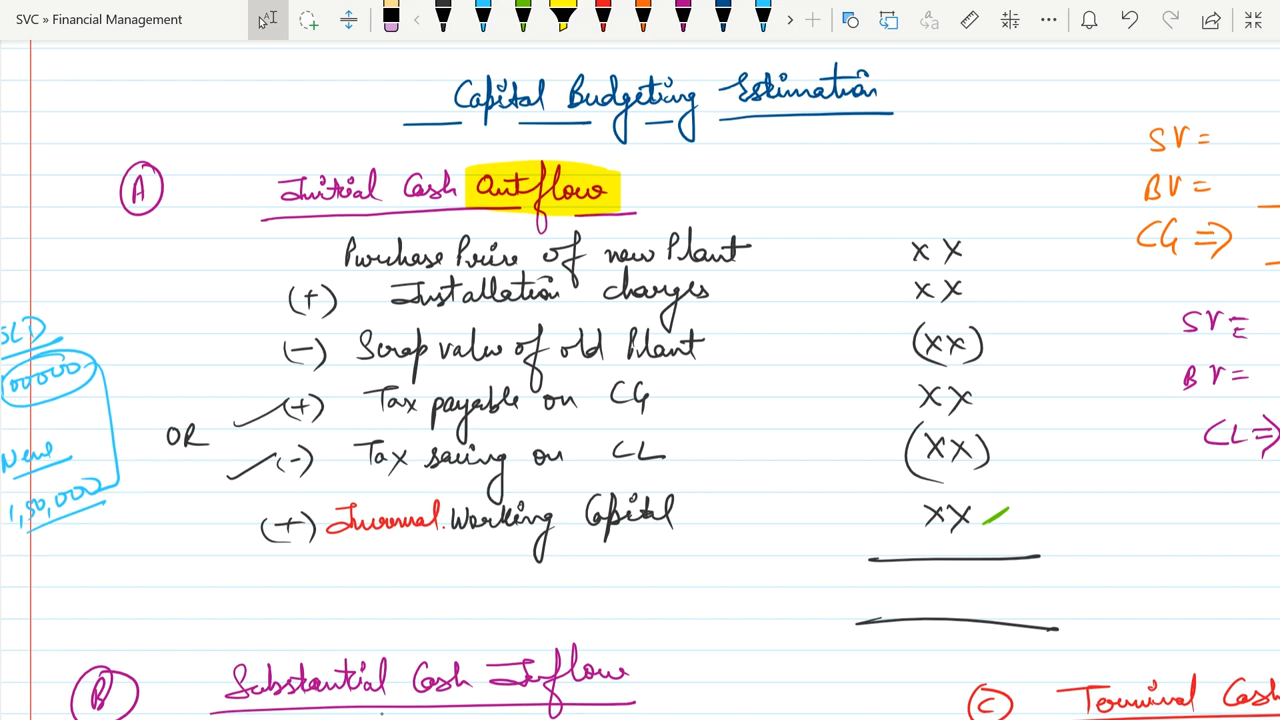 SVC » Financial Management
Capital Budgeting Estimation
A Initial Cash Outflow
Purchase Price of new Plant XX
(+) Installation charges XX
(-) Scrap value of old Plant (XX)
(+) Tax payable on CG XX
OR
(-) Tax saving on CL (XX)
(+) Working Capital XX
SV =
BV =
CG ⇒
SV =
BV =
CL ⇒
New
1,50,000
B Substantial Cash Inflow
C Terminal Cash